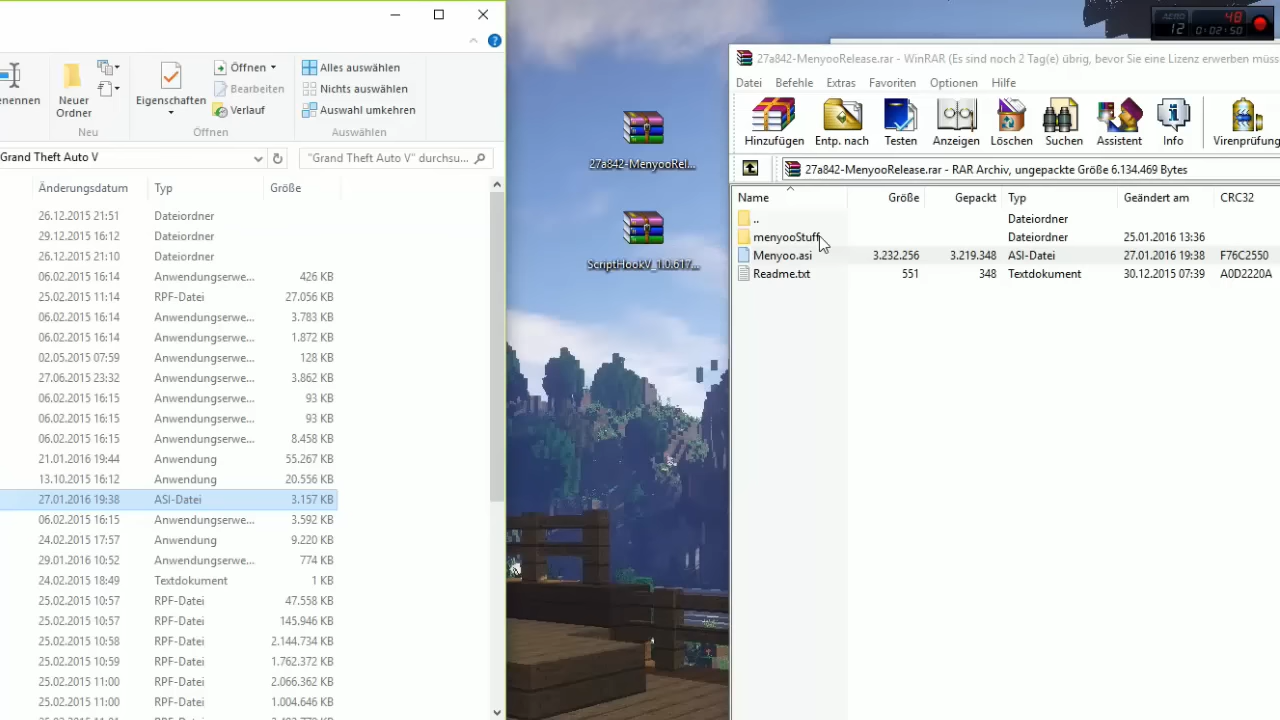 enennen
Neuer
Ordner
Neu
Eigenschaften
Öffnen
Bearbeiten
Verlauf
Öffnen
Alles auswählen
Nichts auswählen
Auswahl umkehren
Auswählen
Grand Theft Auto V
"Grand Theft Auto V" durchsu...
Änderungsdatum Typ Größe
26.12.2015 21:51 Dateiordner
29.12.2015 16:12 Dateiordner
26.12.2015 21:10 Dateiordner
06.02.2015 16:14 Anwendungserwe... 426 KB
25.02.2015 11:14 RPF-Datei 27.056 KB
06.02.2015 16:14 Anwendungserwe... 3.783 KB
06.02.2015 16:14 Anwendungserwe... 1.872 KB
02.05.2015 07:59 Anwendungserwe... 128 KB
27.06.2015 23:32 Anwendungserwe... 3.862 KB
06.02.2015 16:15 Anwendungserwe... 93 KB
06.02.2015 16:15 Anwendungserwe... 93 KB
06.02.2015 16:15 Anwendungserwe... 8.458 KB
21.01.2016 19:44 Anwendung 55.267 KB
13.10.2015 16:12 Anwendung 20.556 KB
27.01.2016 19:38 ASI-Datei 3.157 KB
06.02.2015 16:15 Anwendungserwe... 3.592 KB
24.02.2015 17:57 Anwendung 9.220 KB
29.01.2016 10:52 Anwendungserwe... 774 KB
24.02.2015 18:49 Textdokument 1 KB
25.02.2015 10:57 RPF-Datei 47.558 KB
25.02.2015 10:57 RPF-Datei 145.946 KB
25.02.2015 10:58 RPF-Datei 2.144.734 KB
25.02.2015 10:59 RPF-Datei 1.762.372 KB
25.02.2015 11:00 RPF-Datei 2.066.362 KB
25.02.2015 11:00 RPF-Datei 1.004.646 KB
27a842-MenyooRel...
ScriptHookV_1.0.617...
48
12 0:02:50
27a842-MenyooRelease.rar - WinRAR (Es sind noch 2 Tag(e) übrig, bevor Sie eine Lizenz erwerben müss
Datei Befehle Extras Favoriten Optionen Hilfe
Hinzufügen Entp. nach Testen Anzeigen Löschen Suchen Assistent Info Virenprüfung
27a842-MenyooRelease.rar - RAR Archiv, ungepackte Größe 6.134.469 Bytes
Name Größe Gepackt Typ Geändert am CRC32
.. Dateiordner
menyooStuff Dateiordner 25.01.2016 13:36
Menyoo.asi 3.232.256 3.219.348 ASI-Datei 27.01.2016 19:38 F76C2550
Readme.txt 551 348 Textdokument 30.12.2015 07:39 A0D2220A